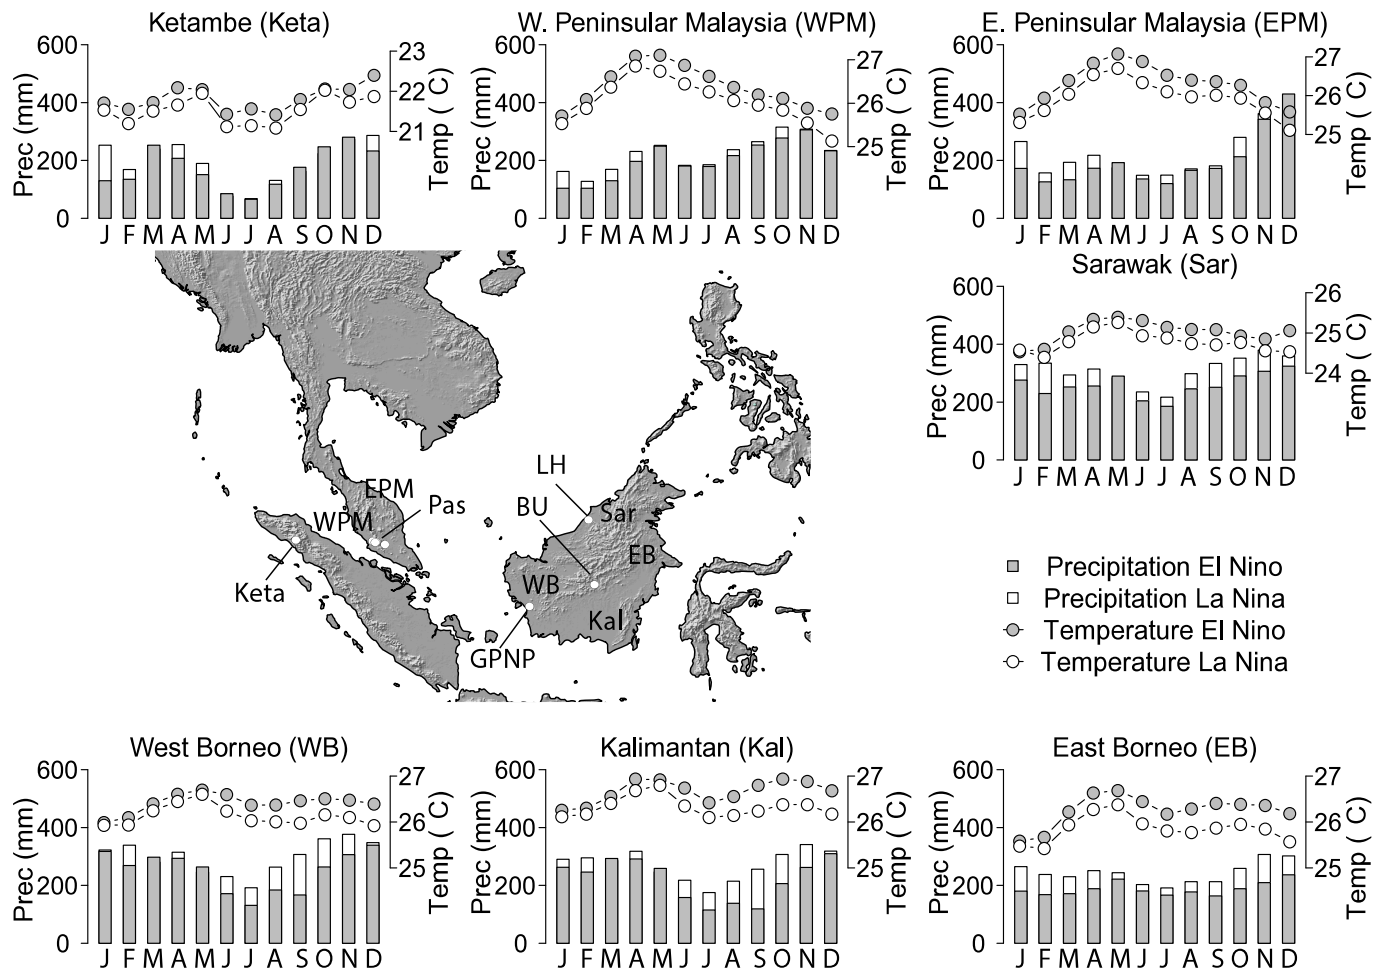 Ketambe (Keta)
W. Peninsular Malaysia (WPM)
E. Peninsular Malaysia (EPM)
Prec (mm)
600
400
200
0
23
22
21
Temp ( C)
J F M A M J J A S O N D
Prec (mm)
600
400
200
0
27
26
25
Temp ( C)
J F M A M J J A S O N D
Prec (mm)
600
400
200
0
27
26
25
Temp ( C)
J F M A M J J A S O N D
Sarawak (Sar)
Prec (mm)
600
400
200
0
26
25
24
Temp ( C)
J F M A M J J A S O N D
LH
EPM
Pas
BU
Sar
WPM
EB
Keta
WB
Kal
GPNP
Precipitation El Nino
Precipitation La Nina
Temperature El Nino
Temperature La Nina
West Borneo (WB)
Kalimantan (Kal)
East Borneo (EB)
Prec (mm)
600
400
200
0
27
26
25
Temp ( C)
J F M A M J J A S O N D
Prec (mm)
600
400
200
0
27
26
25
Temp ( C)
J F M A M J J A S O N D
Prec (mm)
600
400
200
0
27
26
25
Temp ( C)
J F M A M J J A S O N D